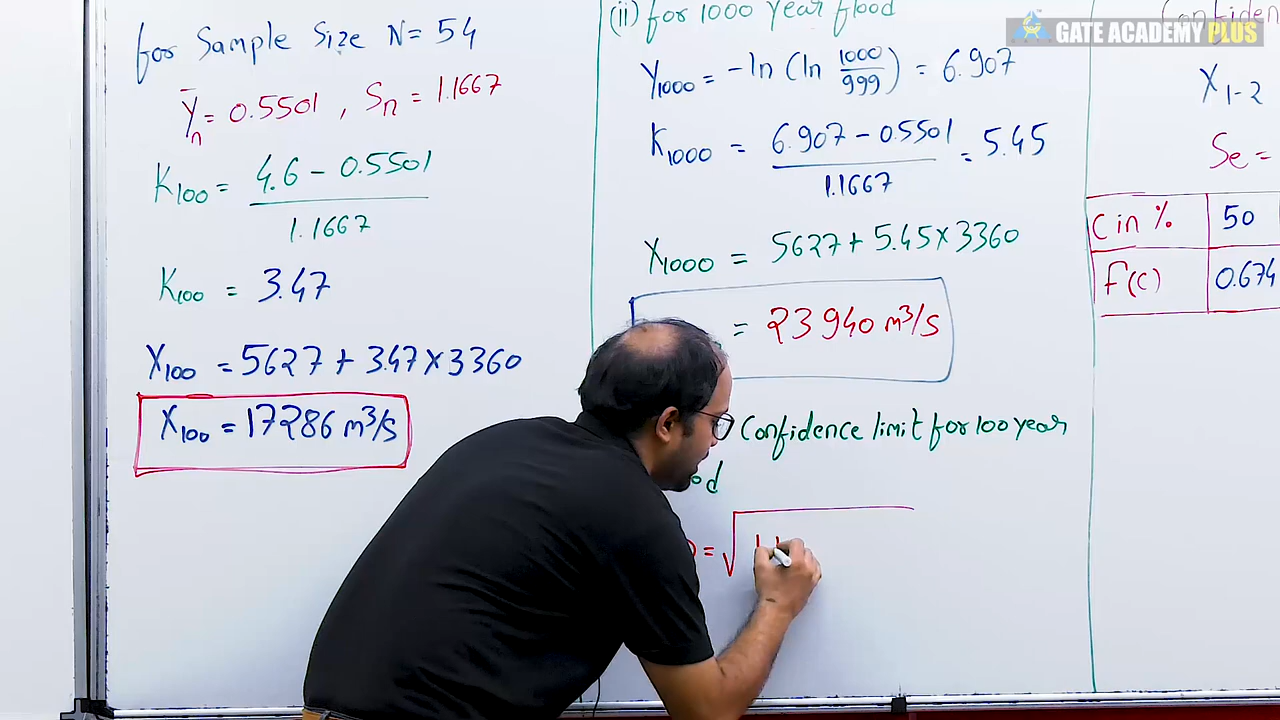 for Sample Size N = 54
y̅n = 0.5501 , Sn = 1.1667
K100 = 4.6 − 0.5501
1.1667
K100 = 3.47
X100 = 5627 + 3.47 × 3360
X100 = 17286 m³/s
(ii) for 1000 year flood
Y1000 = −ln (ln 1000/999) = 6.907
K1000 = 6.907 − 0.5501 = 5.45
1.1667
X1000 = 5627 + 5.45 × 3360
= 23940 m³/s
Confidence limit for 100 year
od
= √
GATE ACADEMY PLUS
X1-2
Se =
C in % 50
f(c) 0.674